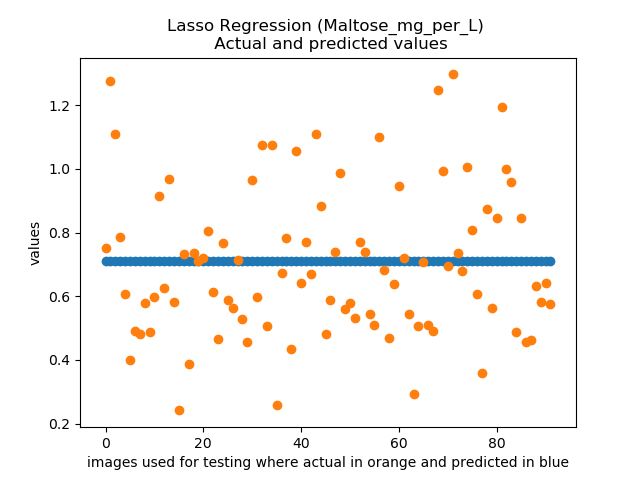 Lasso Regression (Maltose_mg_per_L)
Actual and predicted values
1.2
1.0
0.8
0.6
0.4
0.2
values
0 20 40 60 80
images used for testing where actual in orange and predicted in blue